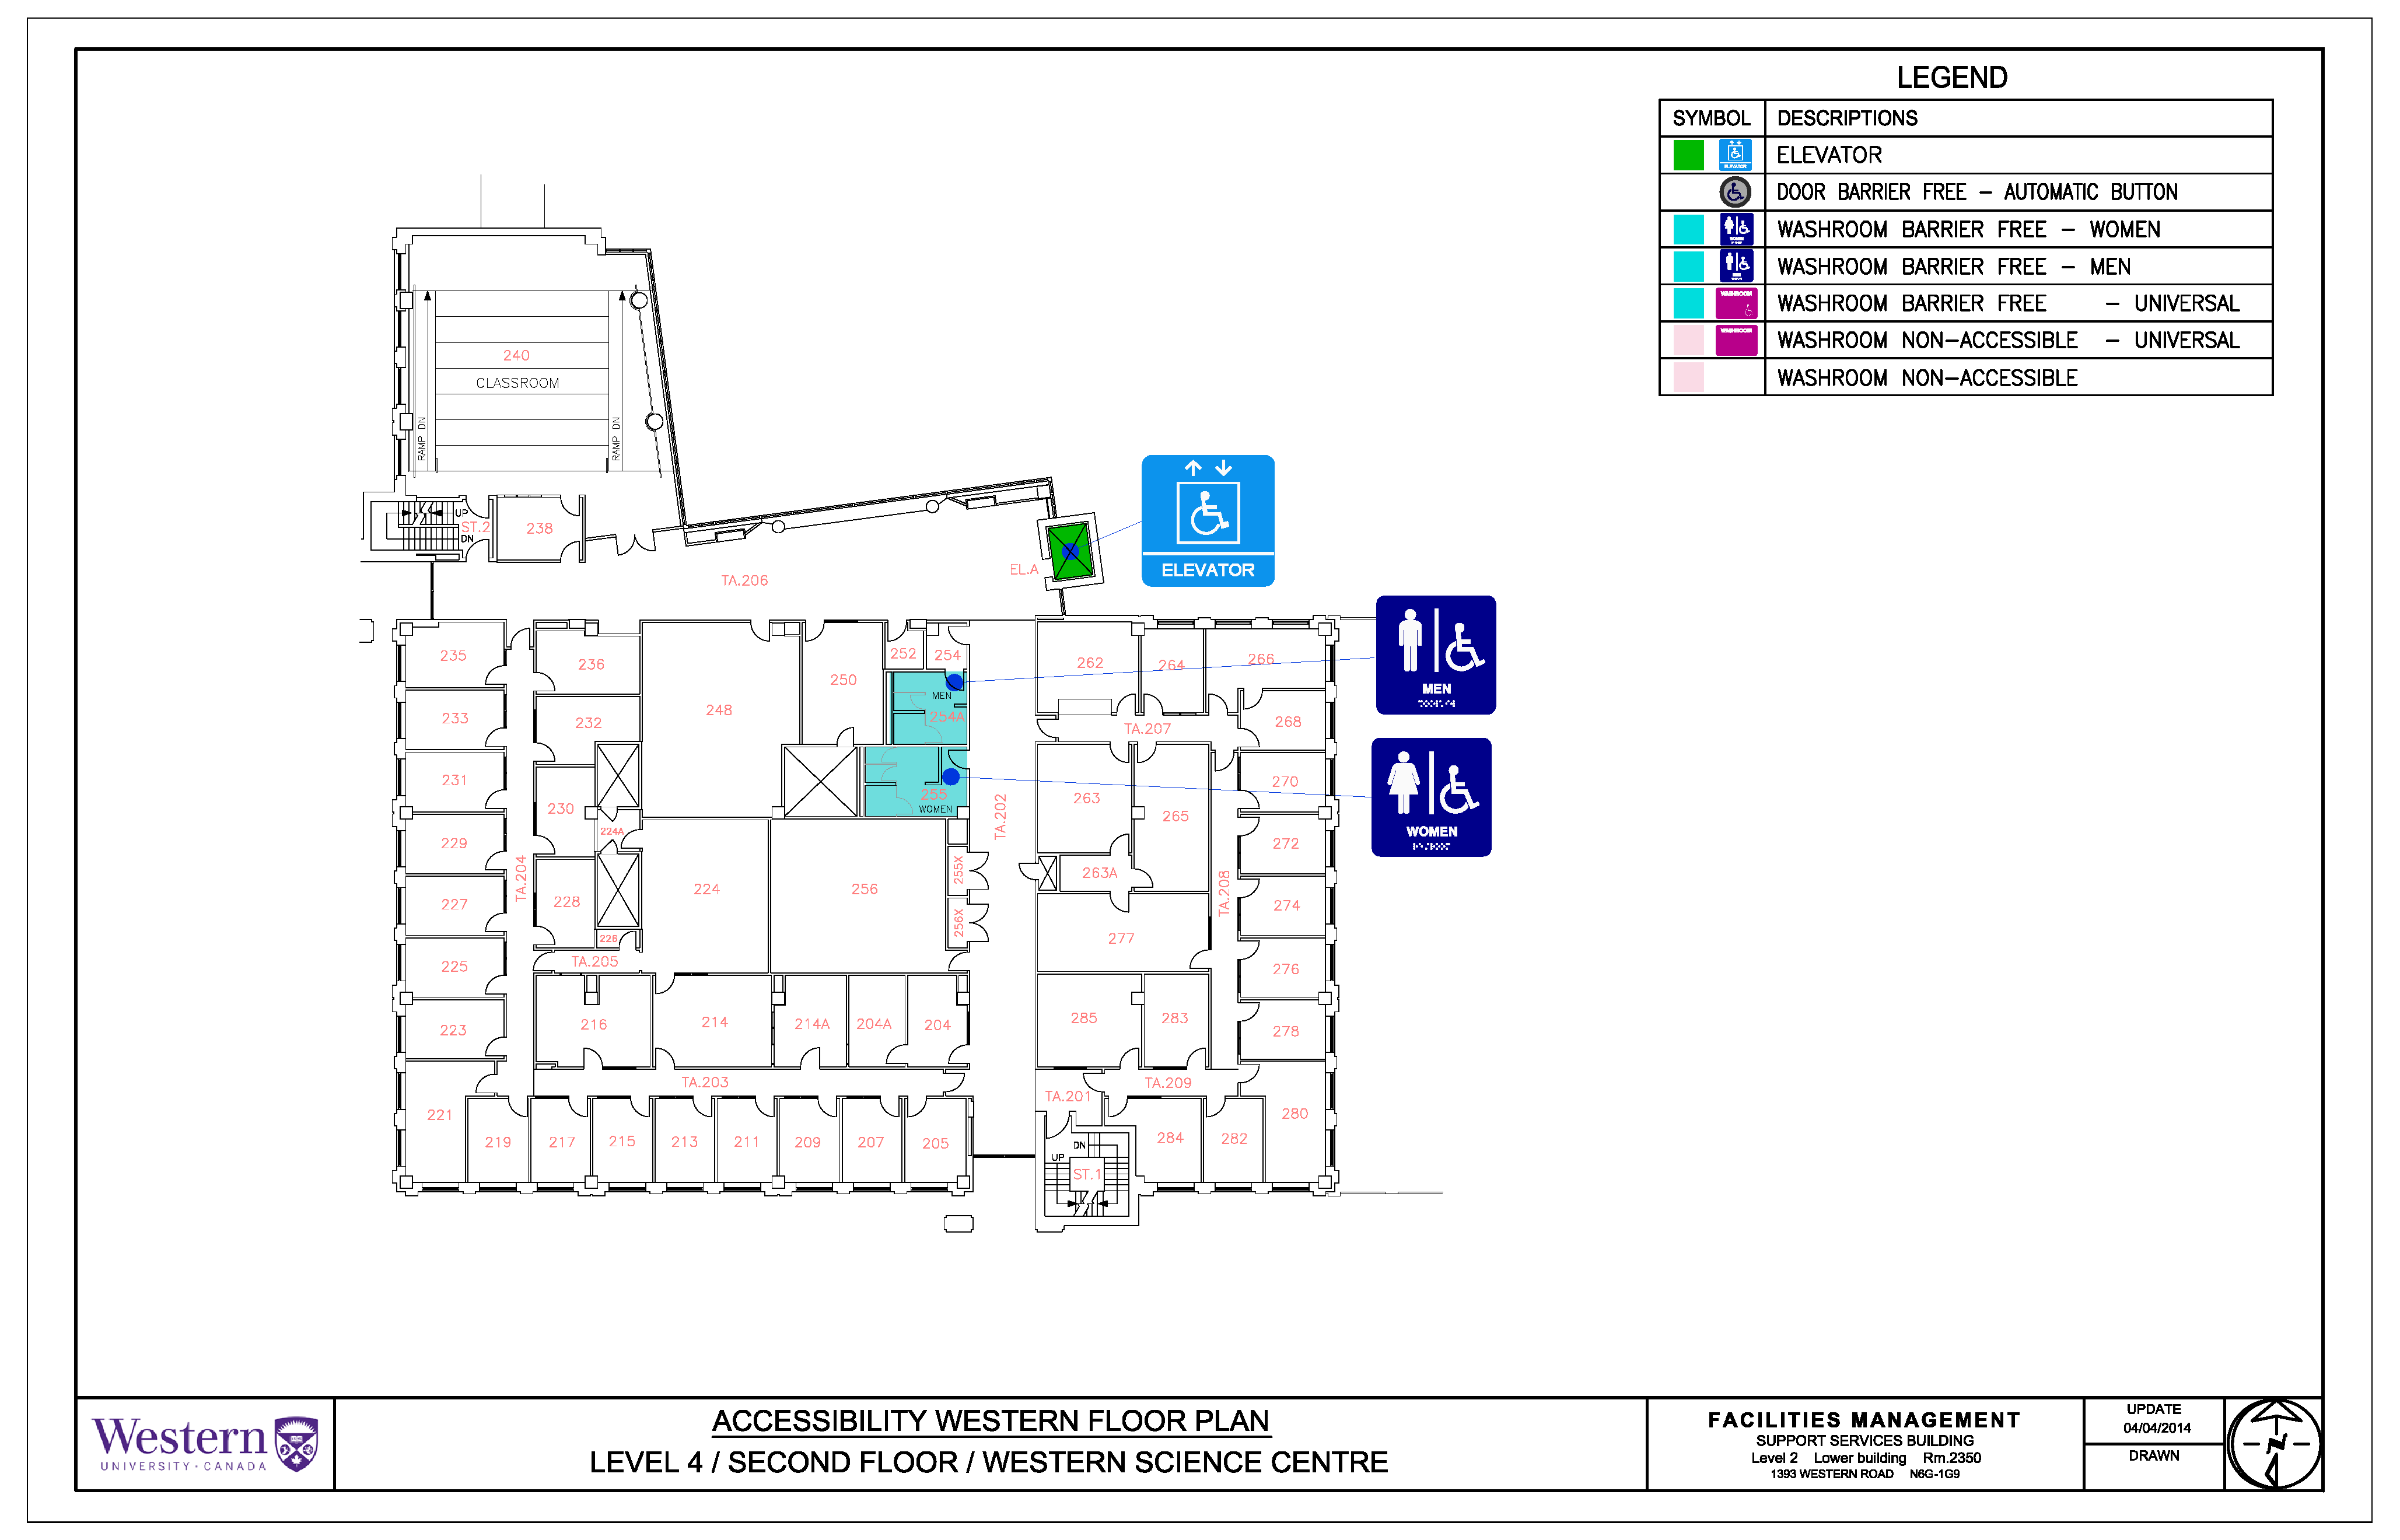 LEGEND
SYMBOL DESCRIPTIONS
ELEVATOR ELEVATOR
DOOR BARRIER FREE - AUTOMATIC BUTTON
WOMEN WASHROOM BARRIER FREE - WOMEN
MEN WASHROOM BARRIER FREE - MEN
WASHROOM WASHROOM BARRIER FREE - UNIVERSAL
WASHROOM WASHROOM NON-ACCESSIBLE - UNIVERSAL
WASHROOM NON-ACCESSIBLE
240
CLASSROOM
RAMP DN
RAMP DN
UP
ST.2
DN
238
TA.206
EL.A
ELEVATOR
235
236
248
250
252
254
262
264
266
MEN
MEN
254A
233
232
TA.207
268
231
230
224A
255
WOMEN
TA.202
263
265
270
WOMEN
229
TA.204
228
224
256
255X
263A
TA.208
272
227
226
256X
277
274
225
TA.205
276
223
216
214
214A
204A
204
285
283
278
TA.203
TA.201
TA.209
221
280
219
217
215
213
211
209
207
205
DN
UP
ST.1
284
282
Western
UNIVERSITY · CANADA
ACCESSIBILITY WESTERN FLOOR PLAN
LEVEL 4 / SECOND FLOOR / WESTERN SCIENCE CENTRE
FACILITIES MANAGEMENT
SUPPORT SERVICES BUILDING
Level 2 Lower building Rm.2350
1393 WESTERN ROAD N6G-1G9
UPDATE
04/04/2014
DRAWN
N